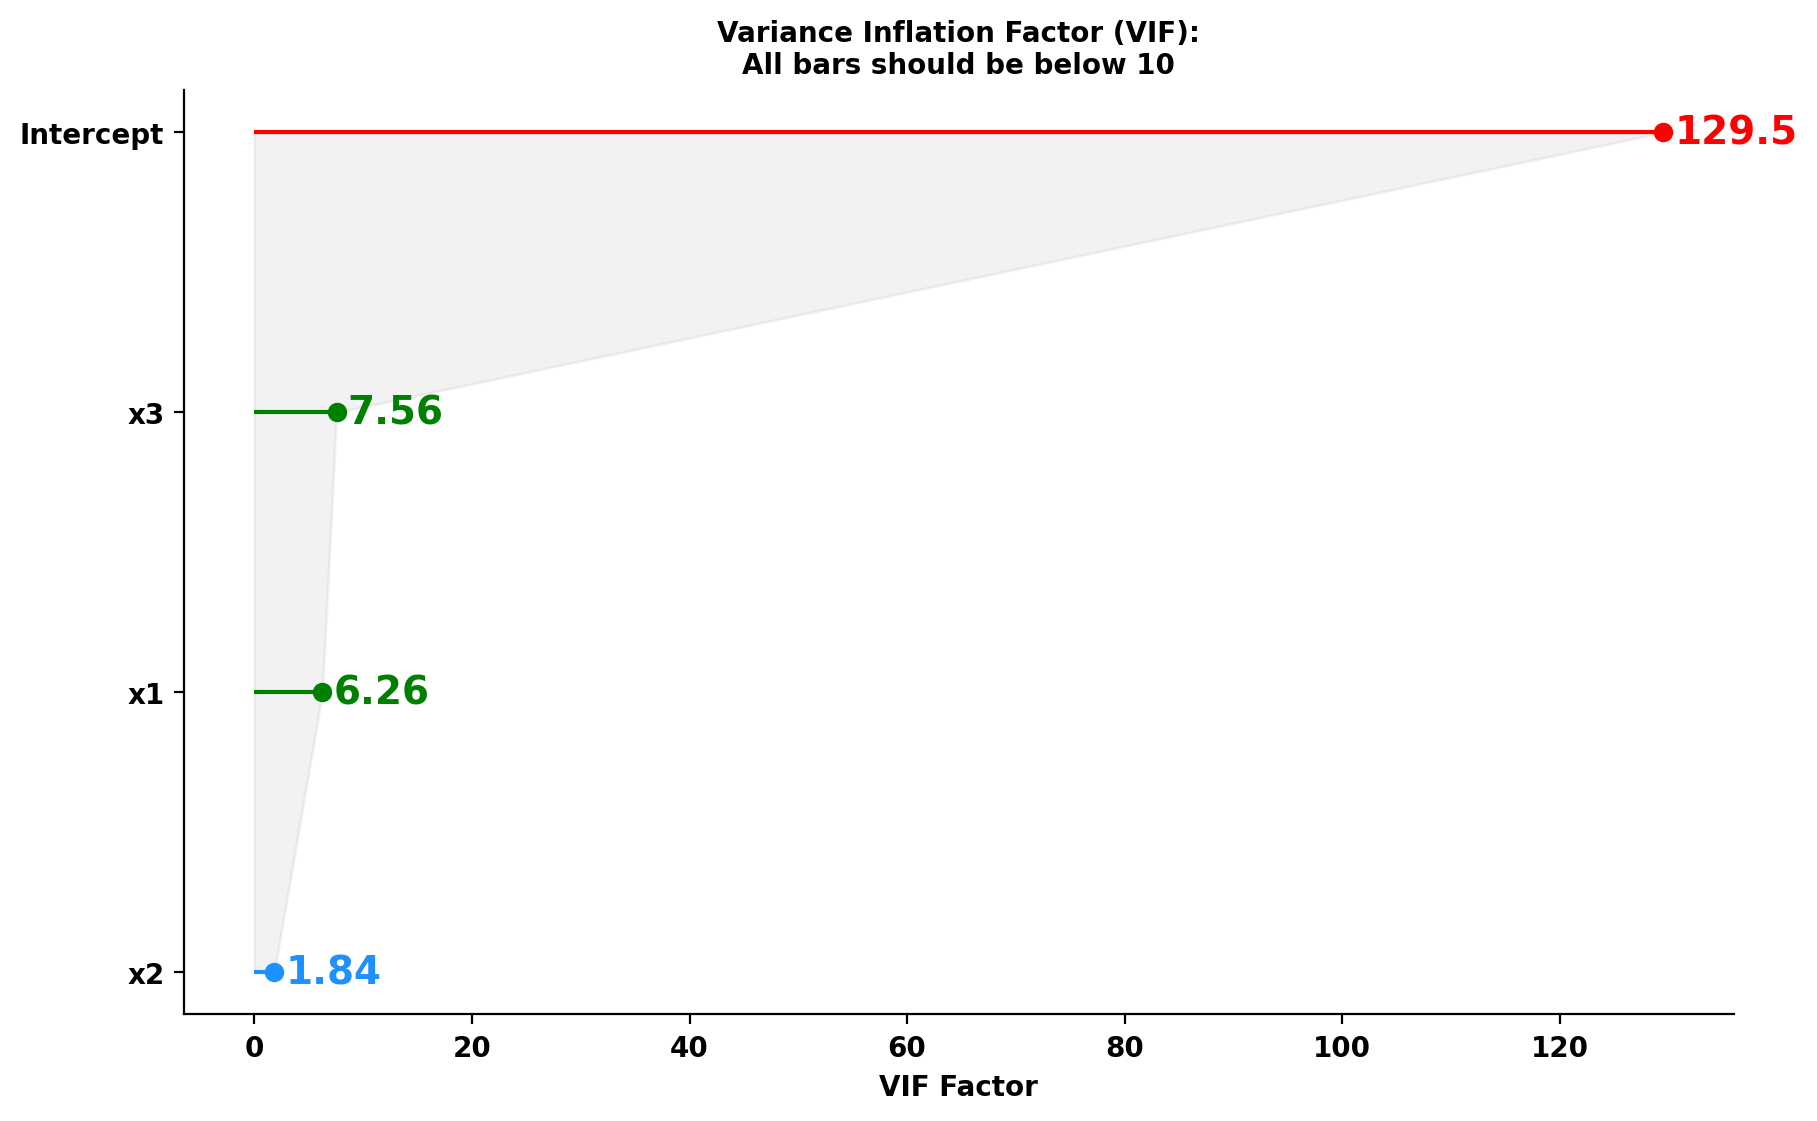 Variance Inflation Factor (VIF):
All bars should be below 10
Intercept
129.5
x3
7.56
x1
6.26
x2
1.84
0 20 40 60 80 100 120
VIF Factor